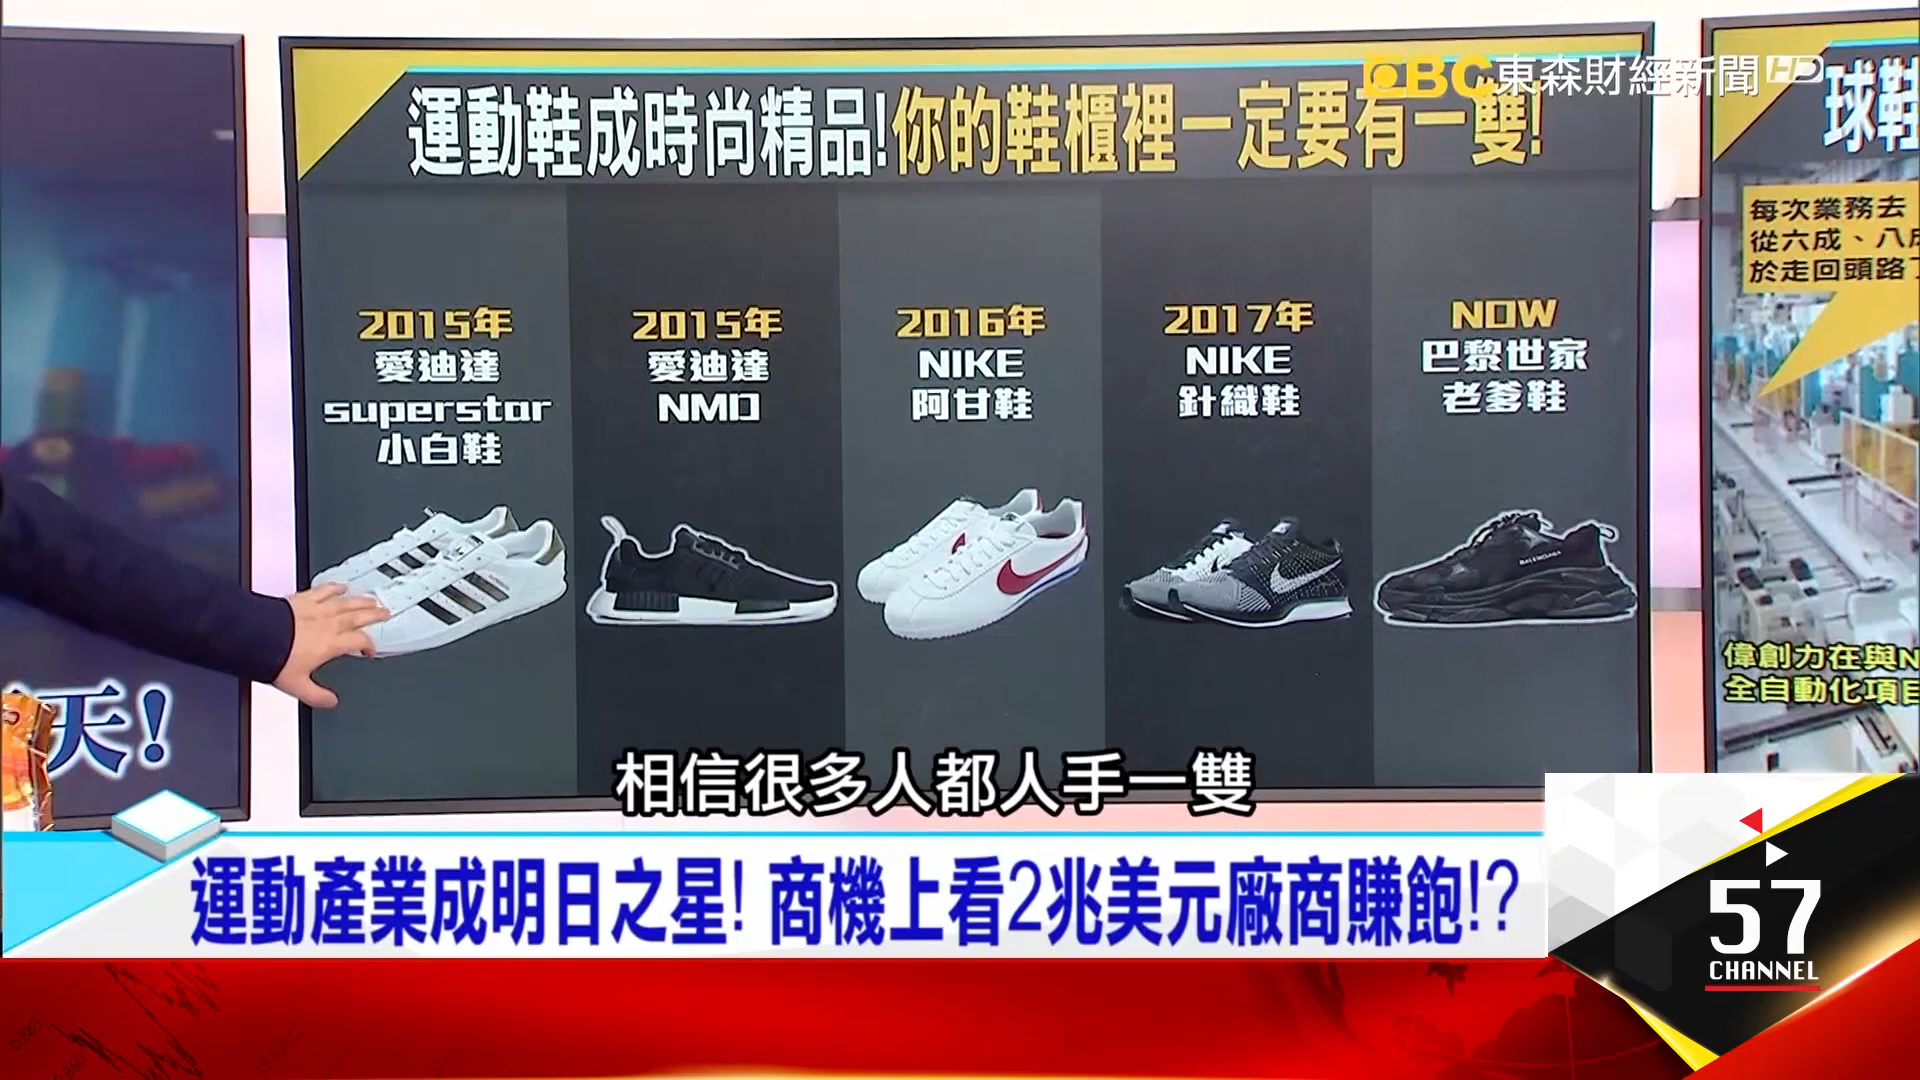 EBC東森財經新聞HD
運動鞋成時尚精品!你的鞋櫃裡一定要有一雙!
2015年
愛迪達
superstar
小白鞋
2015年
愛迪達
NMD
2016年
NIKE
阿甘鞋
2017年
NIKE
針織鞋
NOW
巴黎世家
老爹鞋
BALENCIAGA
球鞋
每次業務去
從六成、八成
於走回頭路了
偉創力在與N
全自動化項目
天!
相信很多人都人手一雙
運動產業成明日之星! 商機上看2兆美元廠商賺飽!?
57
CHANNEL